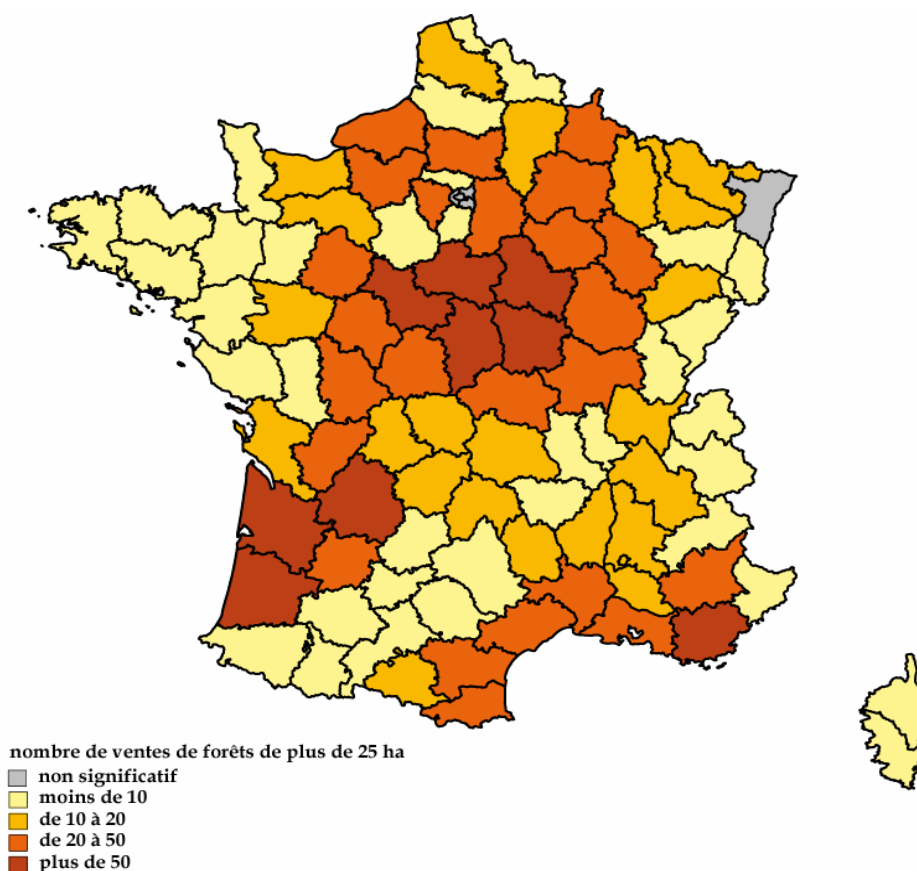 nombre de ventes de forêts de plus de 25 ha
non significatif
moins de 10
de 10 à 20
de 20 à 50
plus de 50